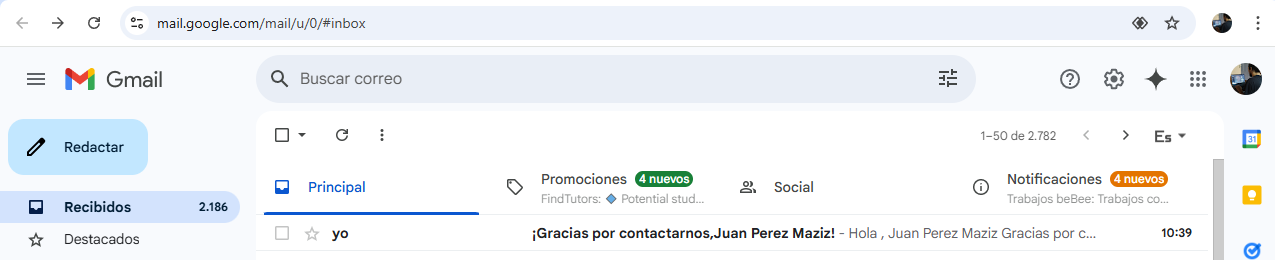 mail.google.com/mail/u/0/#inbox
Gmail
Buscar correo
Redactar
1–50 de 2.782
Es
Principal
Promociones 4 nuevos
FindTutors: 🔷 Potential stud...
Social
Notificaciones 4 nuevos
Trabajos beBee: Trabajos co...
Recibidos 2.186
Destacados
yo ¡Gracias por contactarnos,Juan Perez Maziz! - Hola , Juan Perez Maziz Gracias por c... 10:39
31